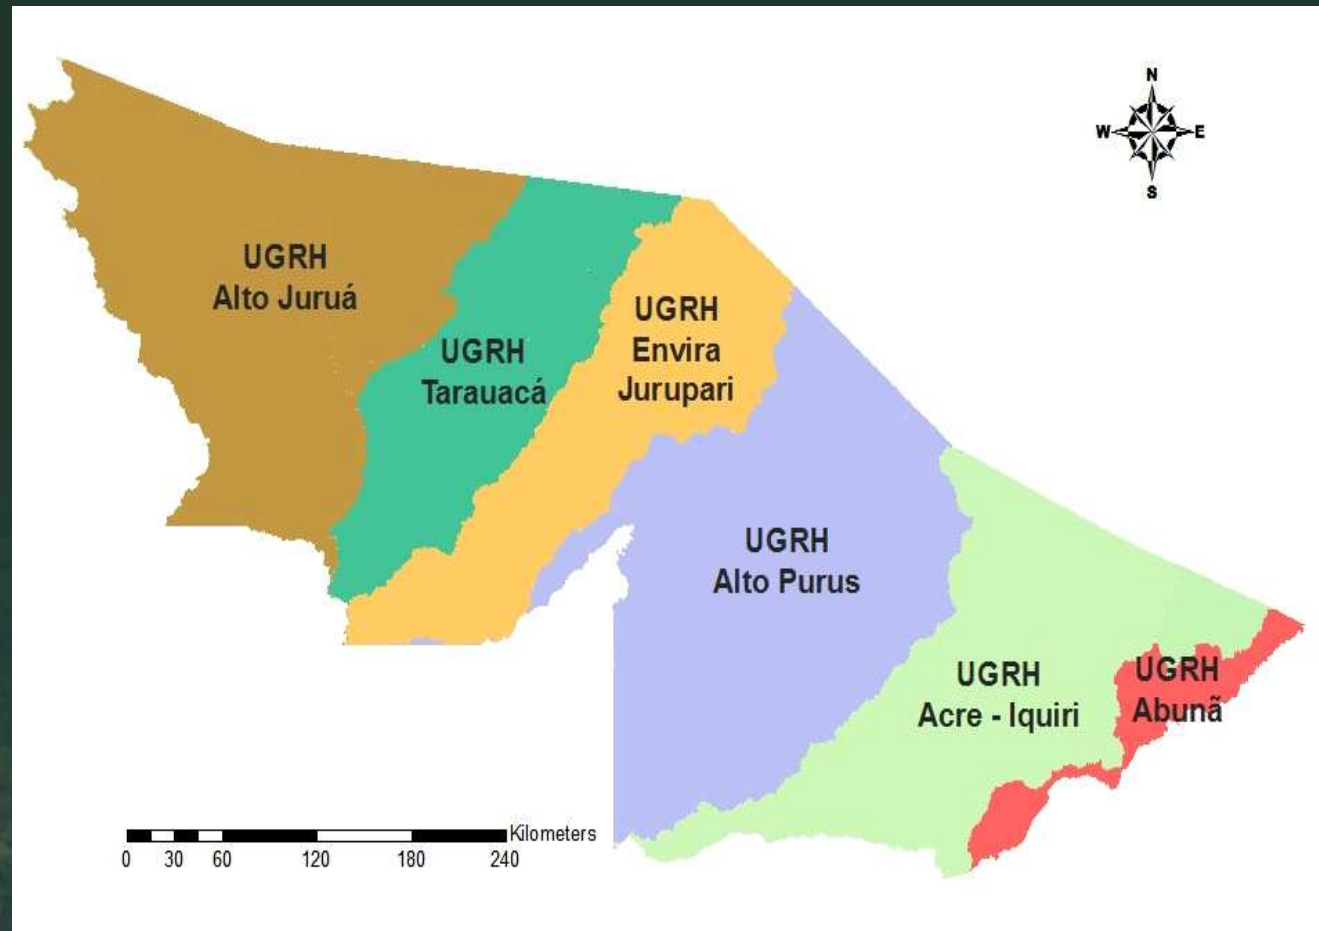 N
W E
S
UGRH
Alto Juruá
UGRH
Tarauacá
UGRH
Envira
Jurupari
UGRH
Alto Purus
UGRH
Acre - Iquiri
UGRH
Abunã
Kilometers
0 30 60 120 180 240